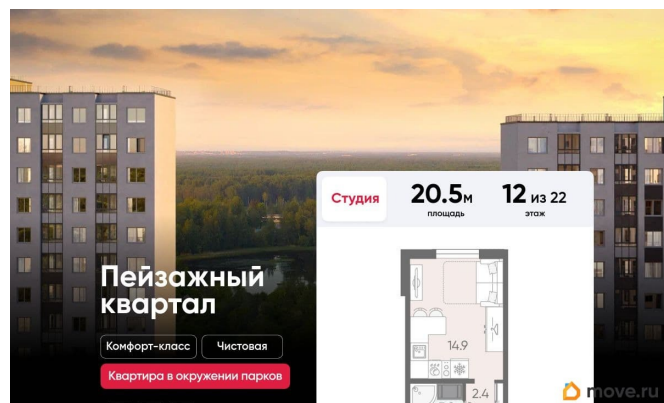 Студия
20.5м
площадь
12 из 22
этаж
Пейзажный
квартал
Комфорт-класс
Чистовая
Квартира в окружении парков
14.9
2.4
move.ru